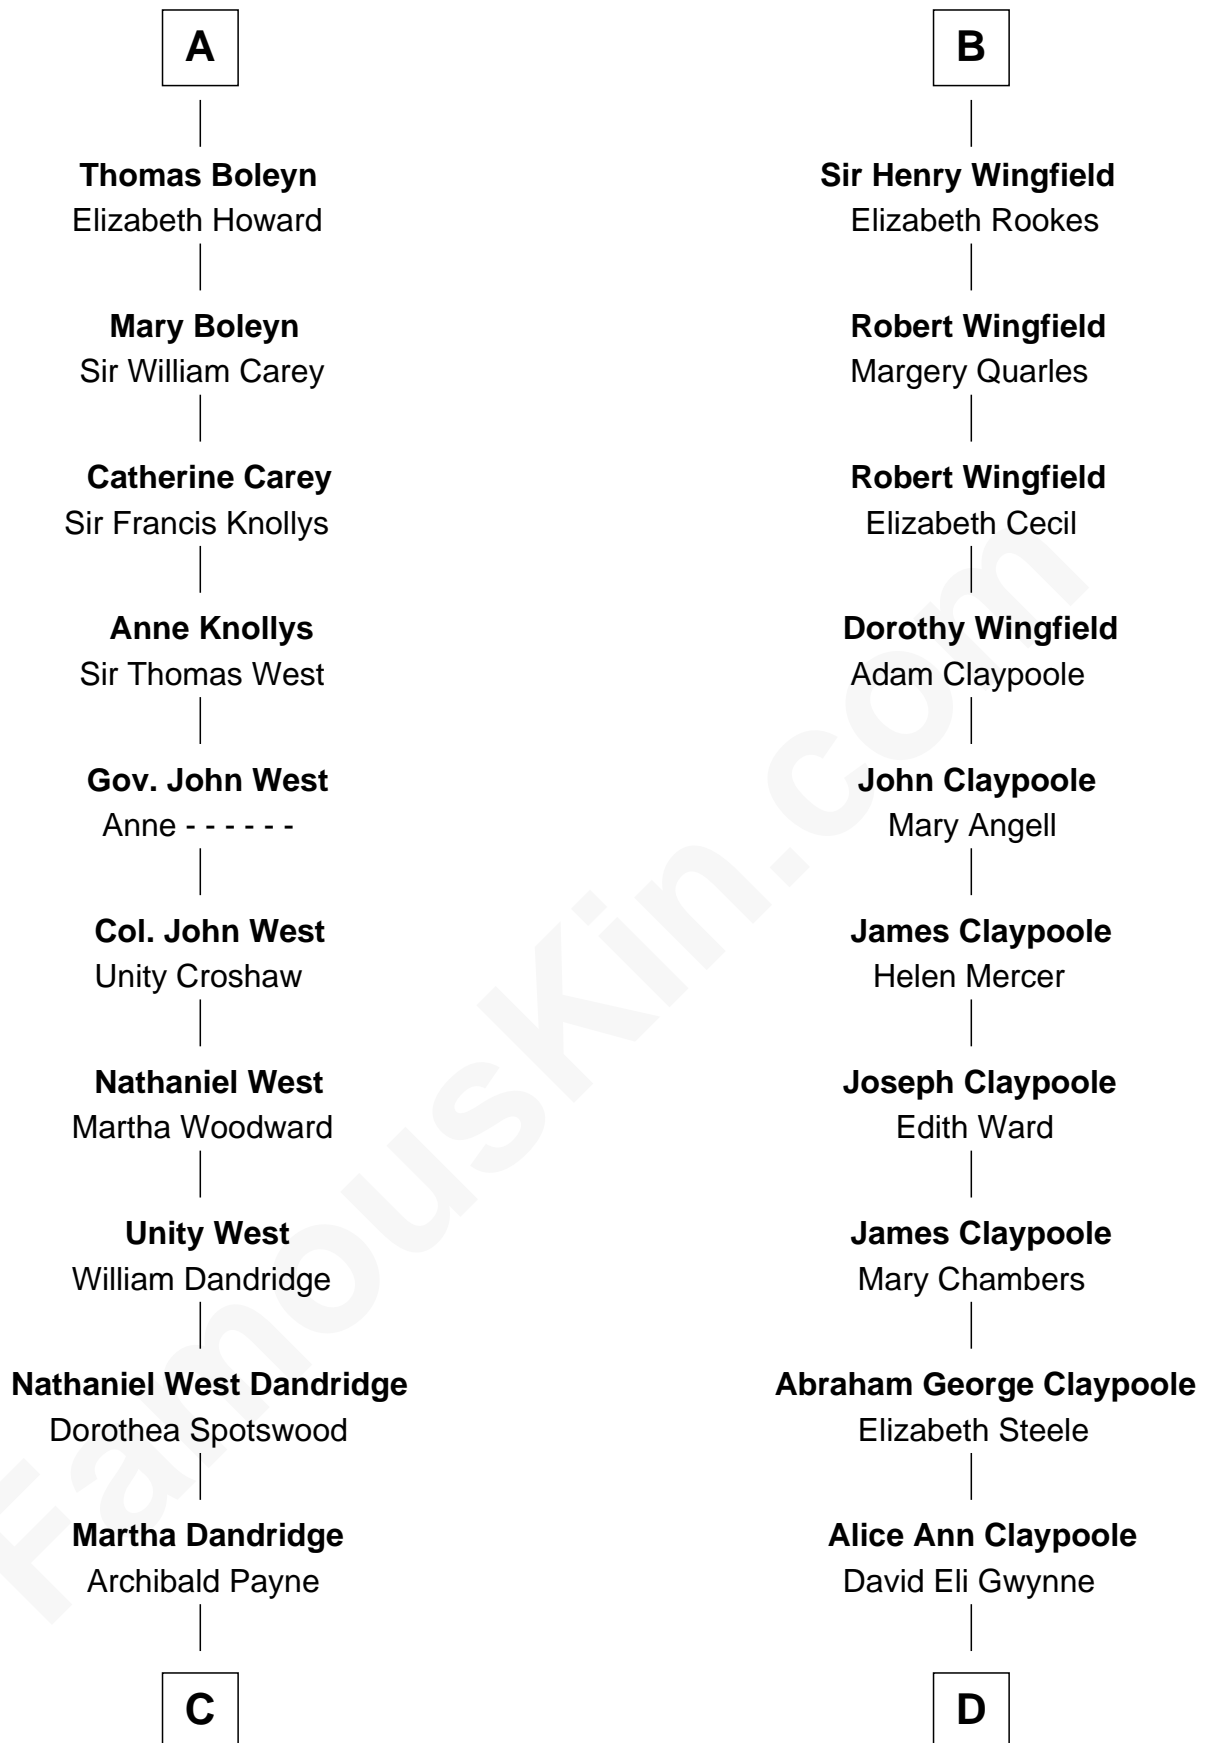 A
Thomas Boleyn
Elizabeth Howard
Mary Boleyn
Sir William Carey
Catherine Carey
Sir Francis Knollys
Anne Knollys
Sir Thomas West
Gov. John West
Anne - - - - - -
Col. John West
Unity Croshaw
Nathaniel West
Martha Woodward
Unity West
William Dandridge
Nathaniel West Dandridge
Dorothea Spotswood
Martha Dandridge
Archibald Payne
C
B
Sir Henry Wingfield
Elizabeth Rookes
Robert Wingfield
Margery Quarles
Robert Wingfield
Elizabeth Cecil
Dorothy Wingfield
Adam Claypoole
John Claypoole
Mary Angell
James Claypoole
Helen Mercer
Joseph Claypoole
Edith Ward
James Claypoole
Mary Chambers
Abraham George Claypoole
Elizabeth Steele
Alice Ann Claypoole
David Eli Gwynne
D
FamousKin.com